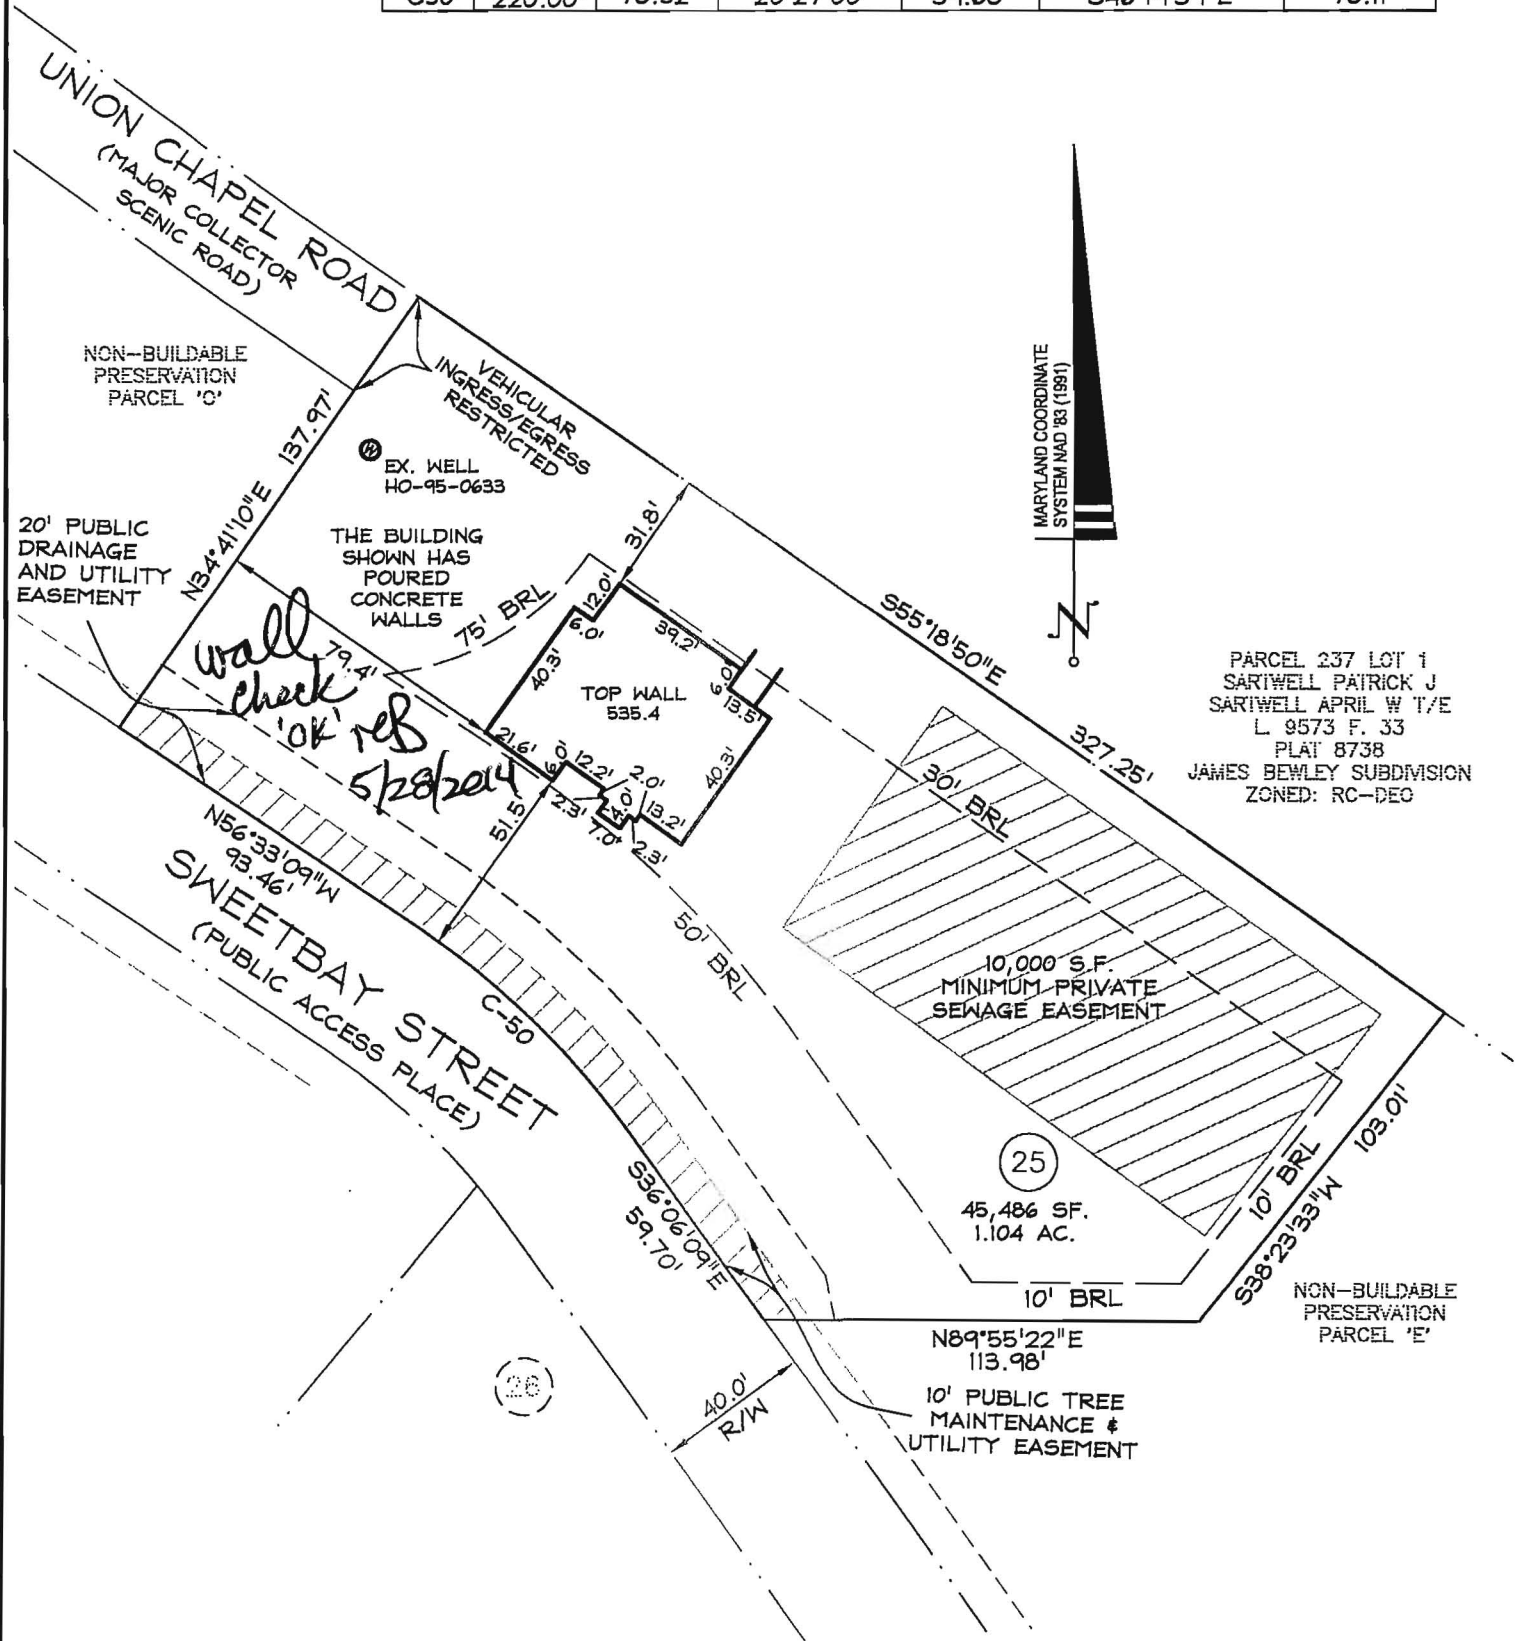 220.00
UNION CHAPEL ROAD
(MAJOR COLLECTOR
SCENIC ROAD)
NON-BUILDABLE
PRESERVATION
PARCEL 'O'
N34°41'10"E 137.97'
VEHICULAR
INGRESS/EGRESS
RESTRICTED
W
EX. WELL
HO-95-0633
THE BUILDING
SHOWN HAS
POURED
CONCRETE
WALLS
20' PUBLIC
DRAINAGE
AND UTILITY
EASEMENT
75' BRL
31.8'
79.4'
wall
check
'OK' reB
5/28/2014
12.0'
6.0'
39.2'
40.3'
6.0'
13.5'
TOP WALL
535.4
21.6'
6.0'
12.2'
2.0'
4.0'
13.2'
2.3'
7.0'
2.3'
40.3'
51.5'
MARYLAND COORDINATE
SYSTEM NAD '83 (1991)
N
S55°18'50"E
327.25'
PARCEL 237 LOT 1
SARTWELL PATRICK J
SARTWELL APRIL W T/E
L. 9573 F. 33
PLAT 8738
JAMES BEWLEY SUBDIVISION
ZONED: RC-DEO
30' BRL
N56°33'09"W
93.46'
SWEETBAY STREET
(PUBLIC ACCESS PLACE)
C-50
50' BRL
10,000 S.F.
MINIMUM PRIVATE
SEWAGE EASEMENT
25
45,486 SF.
1.104 AC.
S36°06'09"E
59.70'
10' BRL
S38°23'33"W 103.01'
10' BRL
NON-BUILDABLE
PRESERVATION
PARCEL 'E'
N89°55'22"E
113.98'
10' PUBLIC TREE
MAINTENANCE &
UTILITY EASEMENT
26
40.0'
R/W